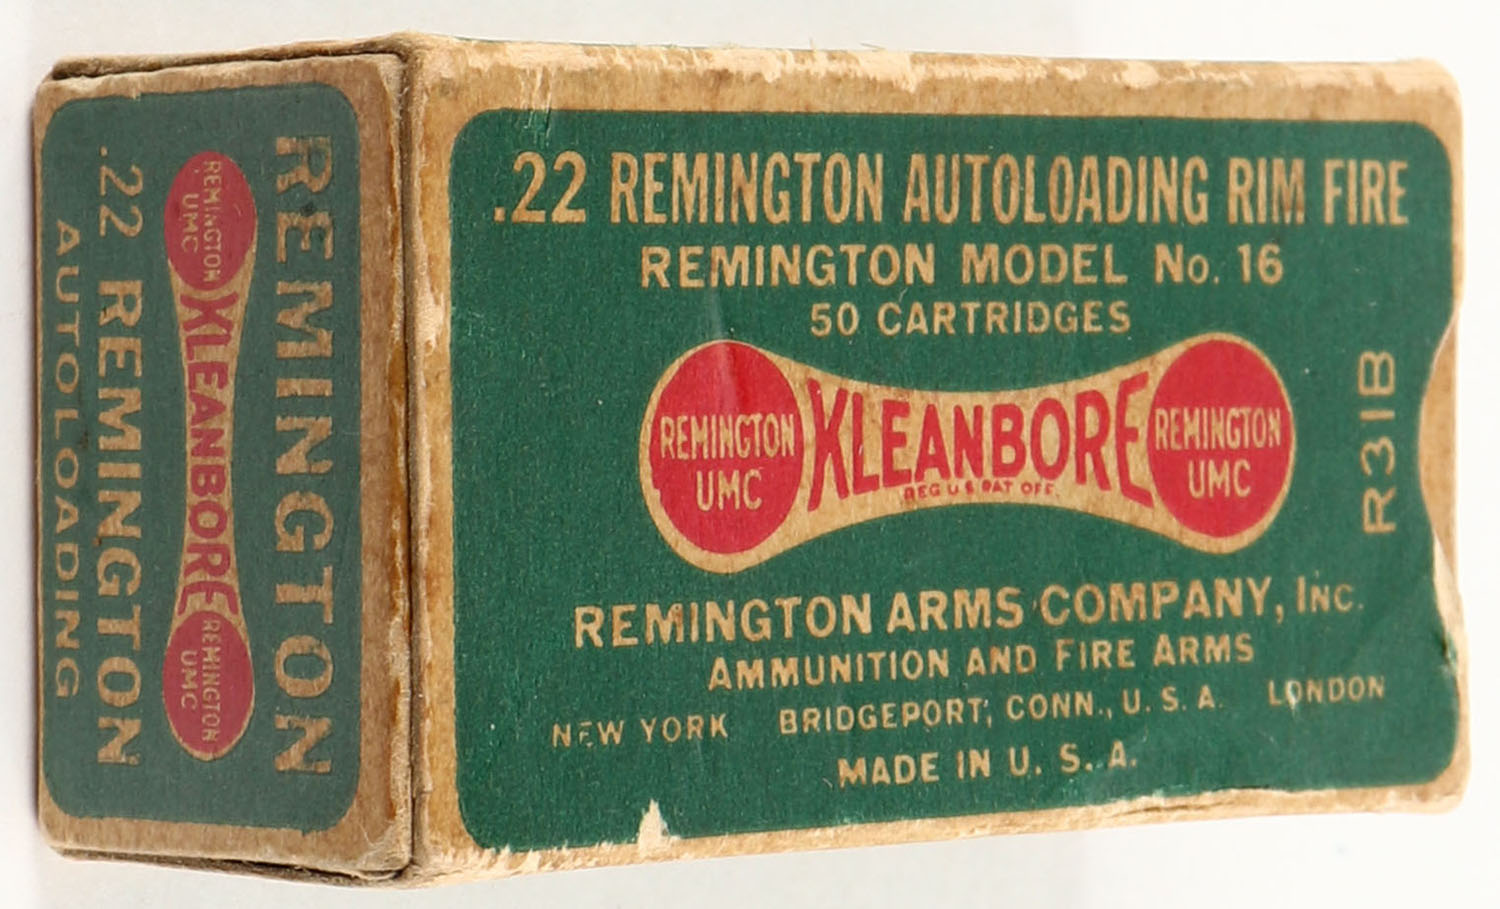 .22 REMINGTON AUTOLOADING RIM FIRE
REMINGTON MODEL No. 16
50 CARTRIDGES
REMINGTON UMC
KLEANBORE
REG U S PAT OFF.
REMINGTON UMC
R31B
REMINGTON ARMS COMPANY, INC.
AMMUNITION AND FIRE ARMS
NEW YORK BRIDGEPORT, CONN., U. S. A. LONDON
MADE IN U. S. A.
REMINGTON
REMINGTON UMC
KLEANBORE
REMINGTON UMC
.22 REMINGTON
AUTOLOADING